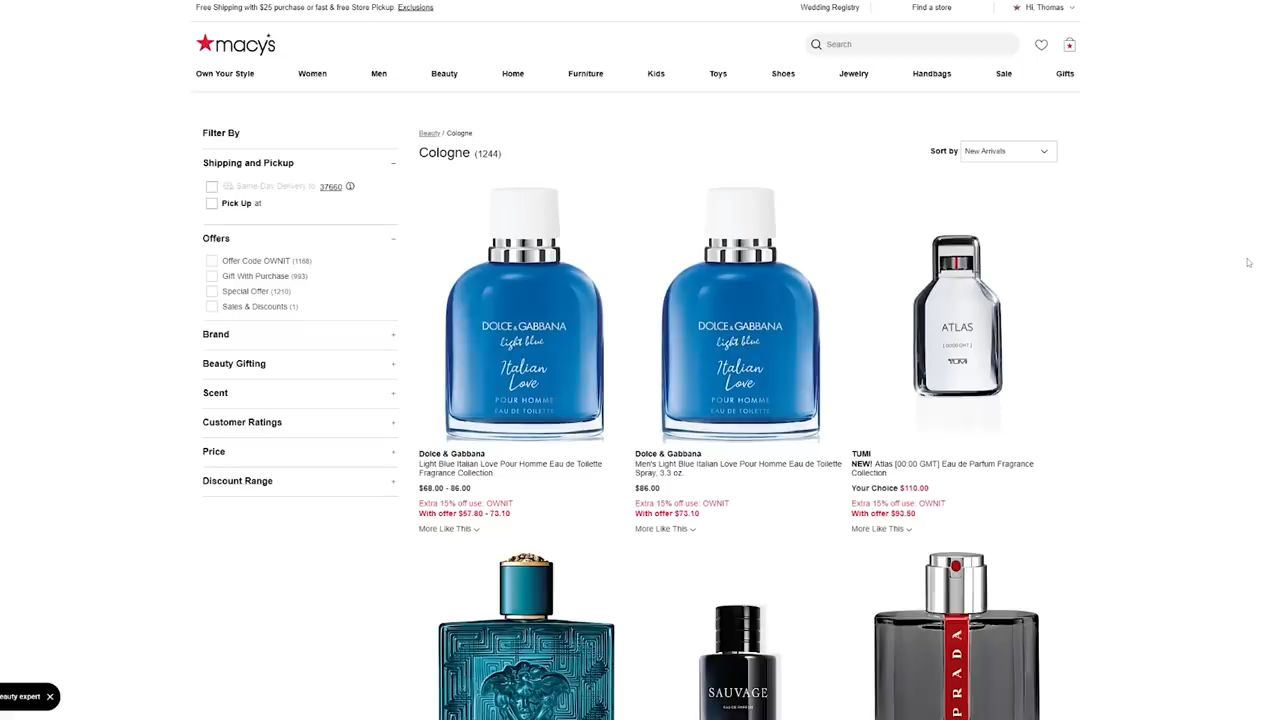 Free Shipping with $25 purchase or fast & free Store Pickup. Exclusions
Wedding Registry
Find a store
Hi, Thomas
macy's
Search
Own Your Style Women Men Beauty Home Furniture Kids Toys Shoes Jewelry Handbags Sale Gifts
Filter By
Shipping and Pickup
Same-Day Delivery to 37660
Pick Up at
Offers
Offer Code OWNIT (1168)
Gift With Purchase (993)
Special Offer (1210)
Sales & Discounts (1)
Brand
Beauty Gifting
Scent
Customer Ratings
Price
Discount Range
Beauty / Cologne
Cologne (1244)
Sort by New Arrivals
DOLCE & GABBANA
light blue
Italian
Love
POUR HOMME
EAU DE TOILETTE
DOLCE & GABBANA
light blue
Italian
Love
POUR HOMME
EAU DE TOILETTE
ATLAS
[00:00 GMT]
TUMI
Dolce & Gabbana
Light Blue Italian Love Pour Homme Eau de Toilette
Fragrance Collection
$68.00 - 86.00
Extra 15% off use: OWNIT
With offer $57.80 - 73.10
More Like This
Dolce & Gabbana
Men's Light Blue Italian Love Pour Homme Eau de Toilette
Spray, 3.3 oz.
$86.00
Extra 15% off use: OWNIT
With offer $73.10
More Like This
TUMI
NEW! Atlas [00:00 GMT] Eau de Parfum Fragrance
Collection
Your Choice $110.00
Extra 15% off use: OWNIT
With offer $93.50
More Like This
SAUVAGE
EAU DE PARFUM
PRADA
eauty expert